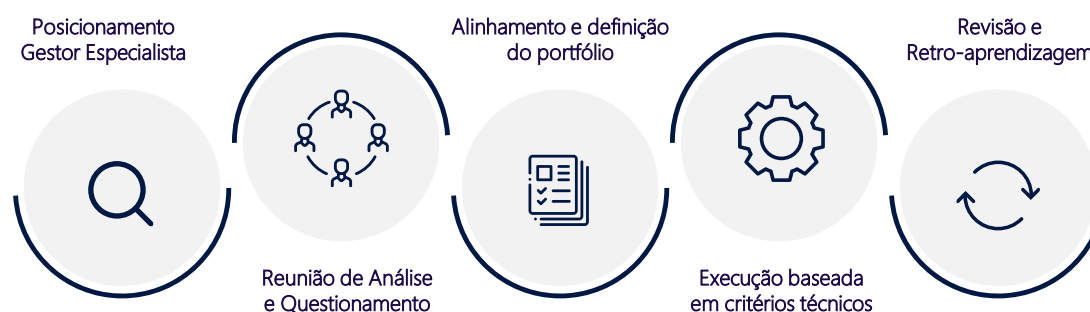 Posicionamento
Gestor Especialista
Reunião de Análise
e Questionamento
Alinhamento e definição
do portfólio
Execução baseada
em critérios técnicos
Revisão e
Retro-aprendizagem